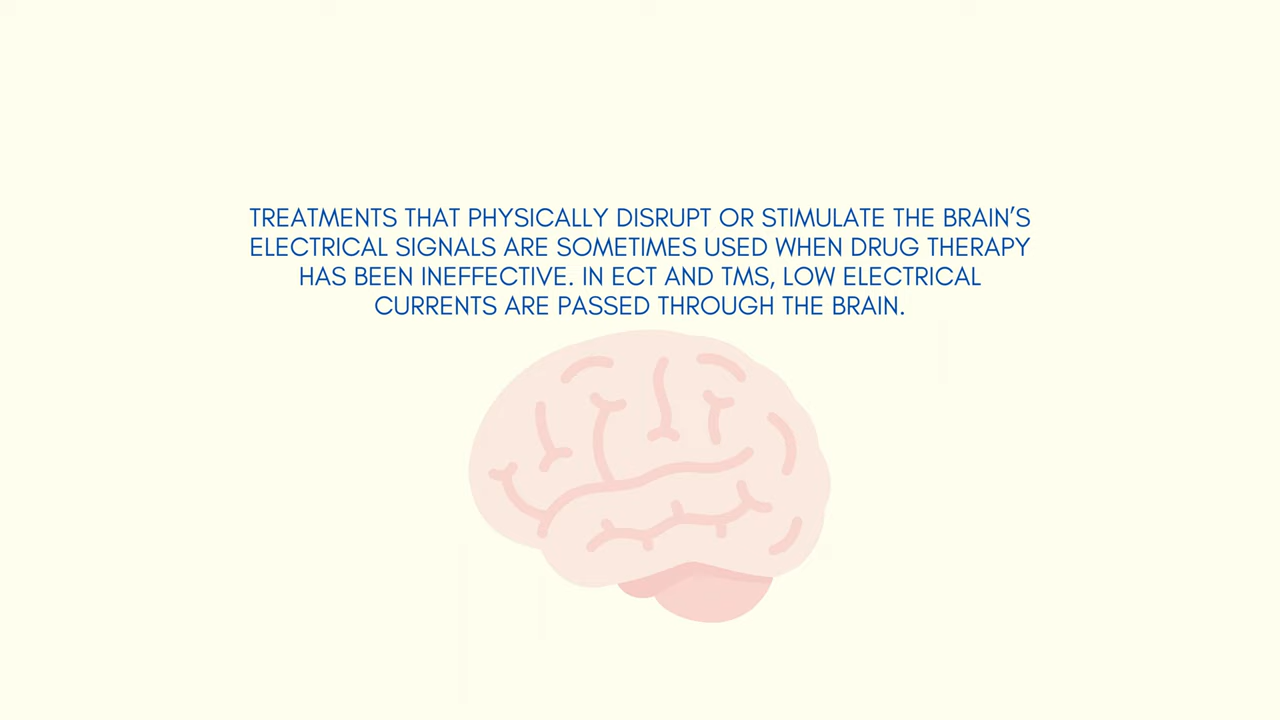 TREATMENTS THAT PHYSICALLY DISRUPT OR STIMULATE THE BRAIN’S
ELECTRICAL SIGNALS ARE SOMETIMES USED WHEN DRUG THERAPY
HAS BEEN INEFFECTIVE. IN ECT AND TMS, LOW ELECTRICAL
CURRENTS ARE PASSED THROUGH THE BRAIN.